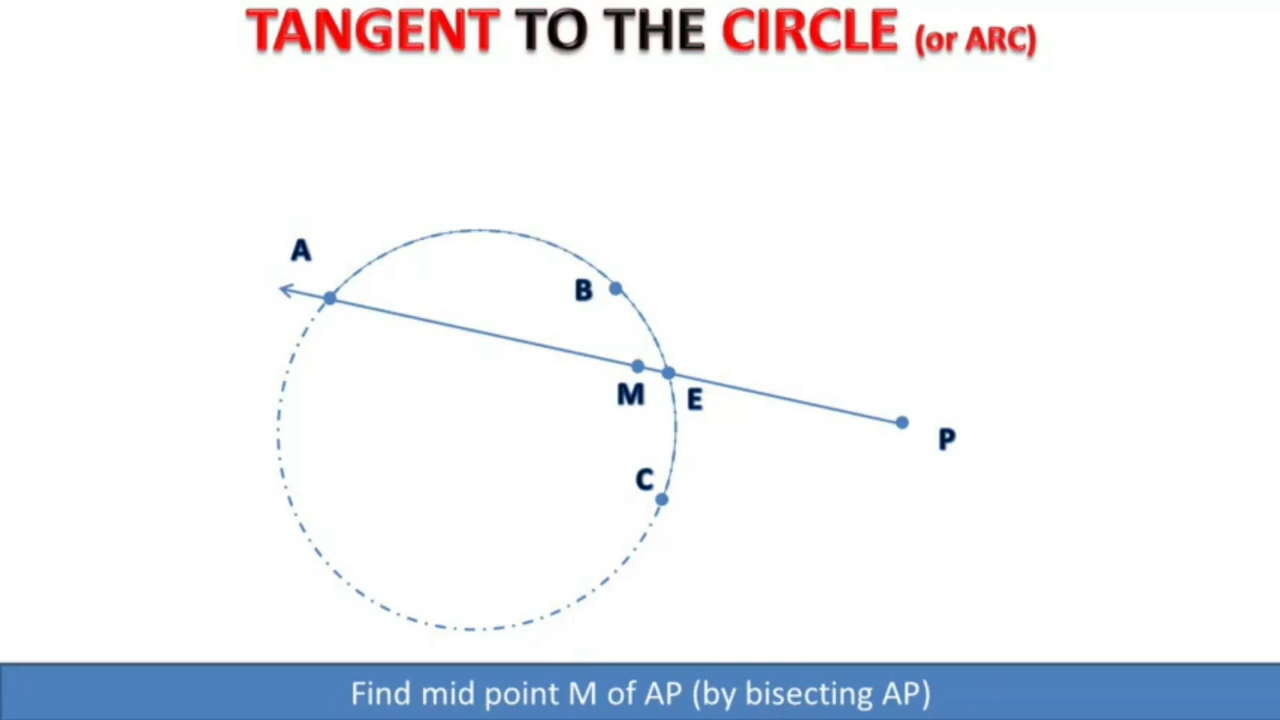 TANGENT TO THE CIRCLE (or ARC)
A
B
M
E
P
C
Find mid point M of AP (by bisecting AP)